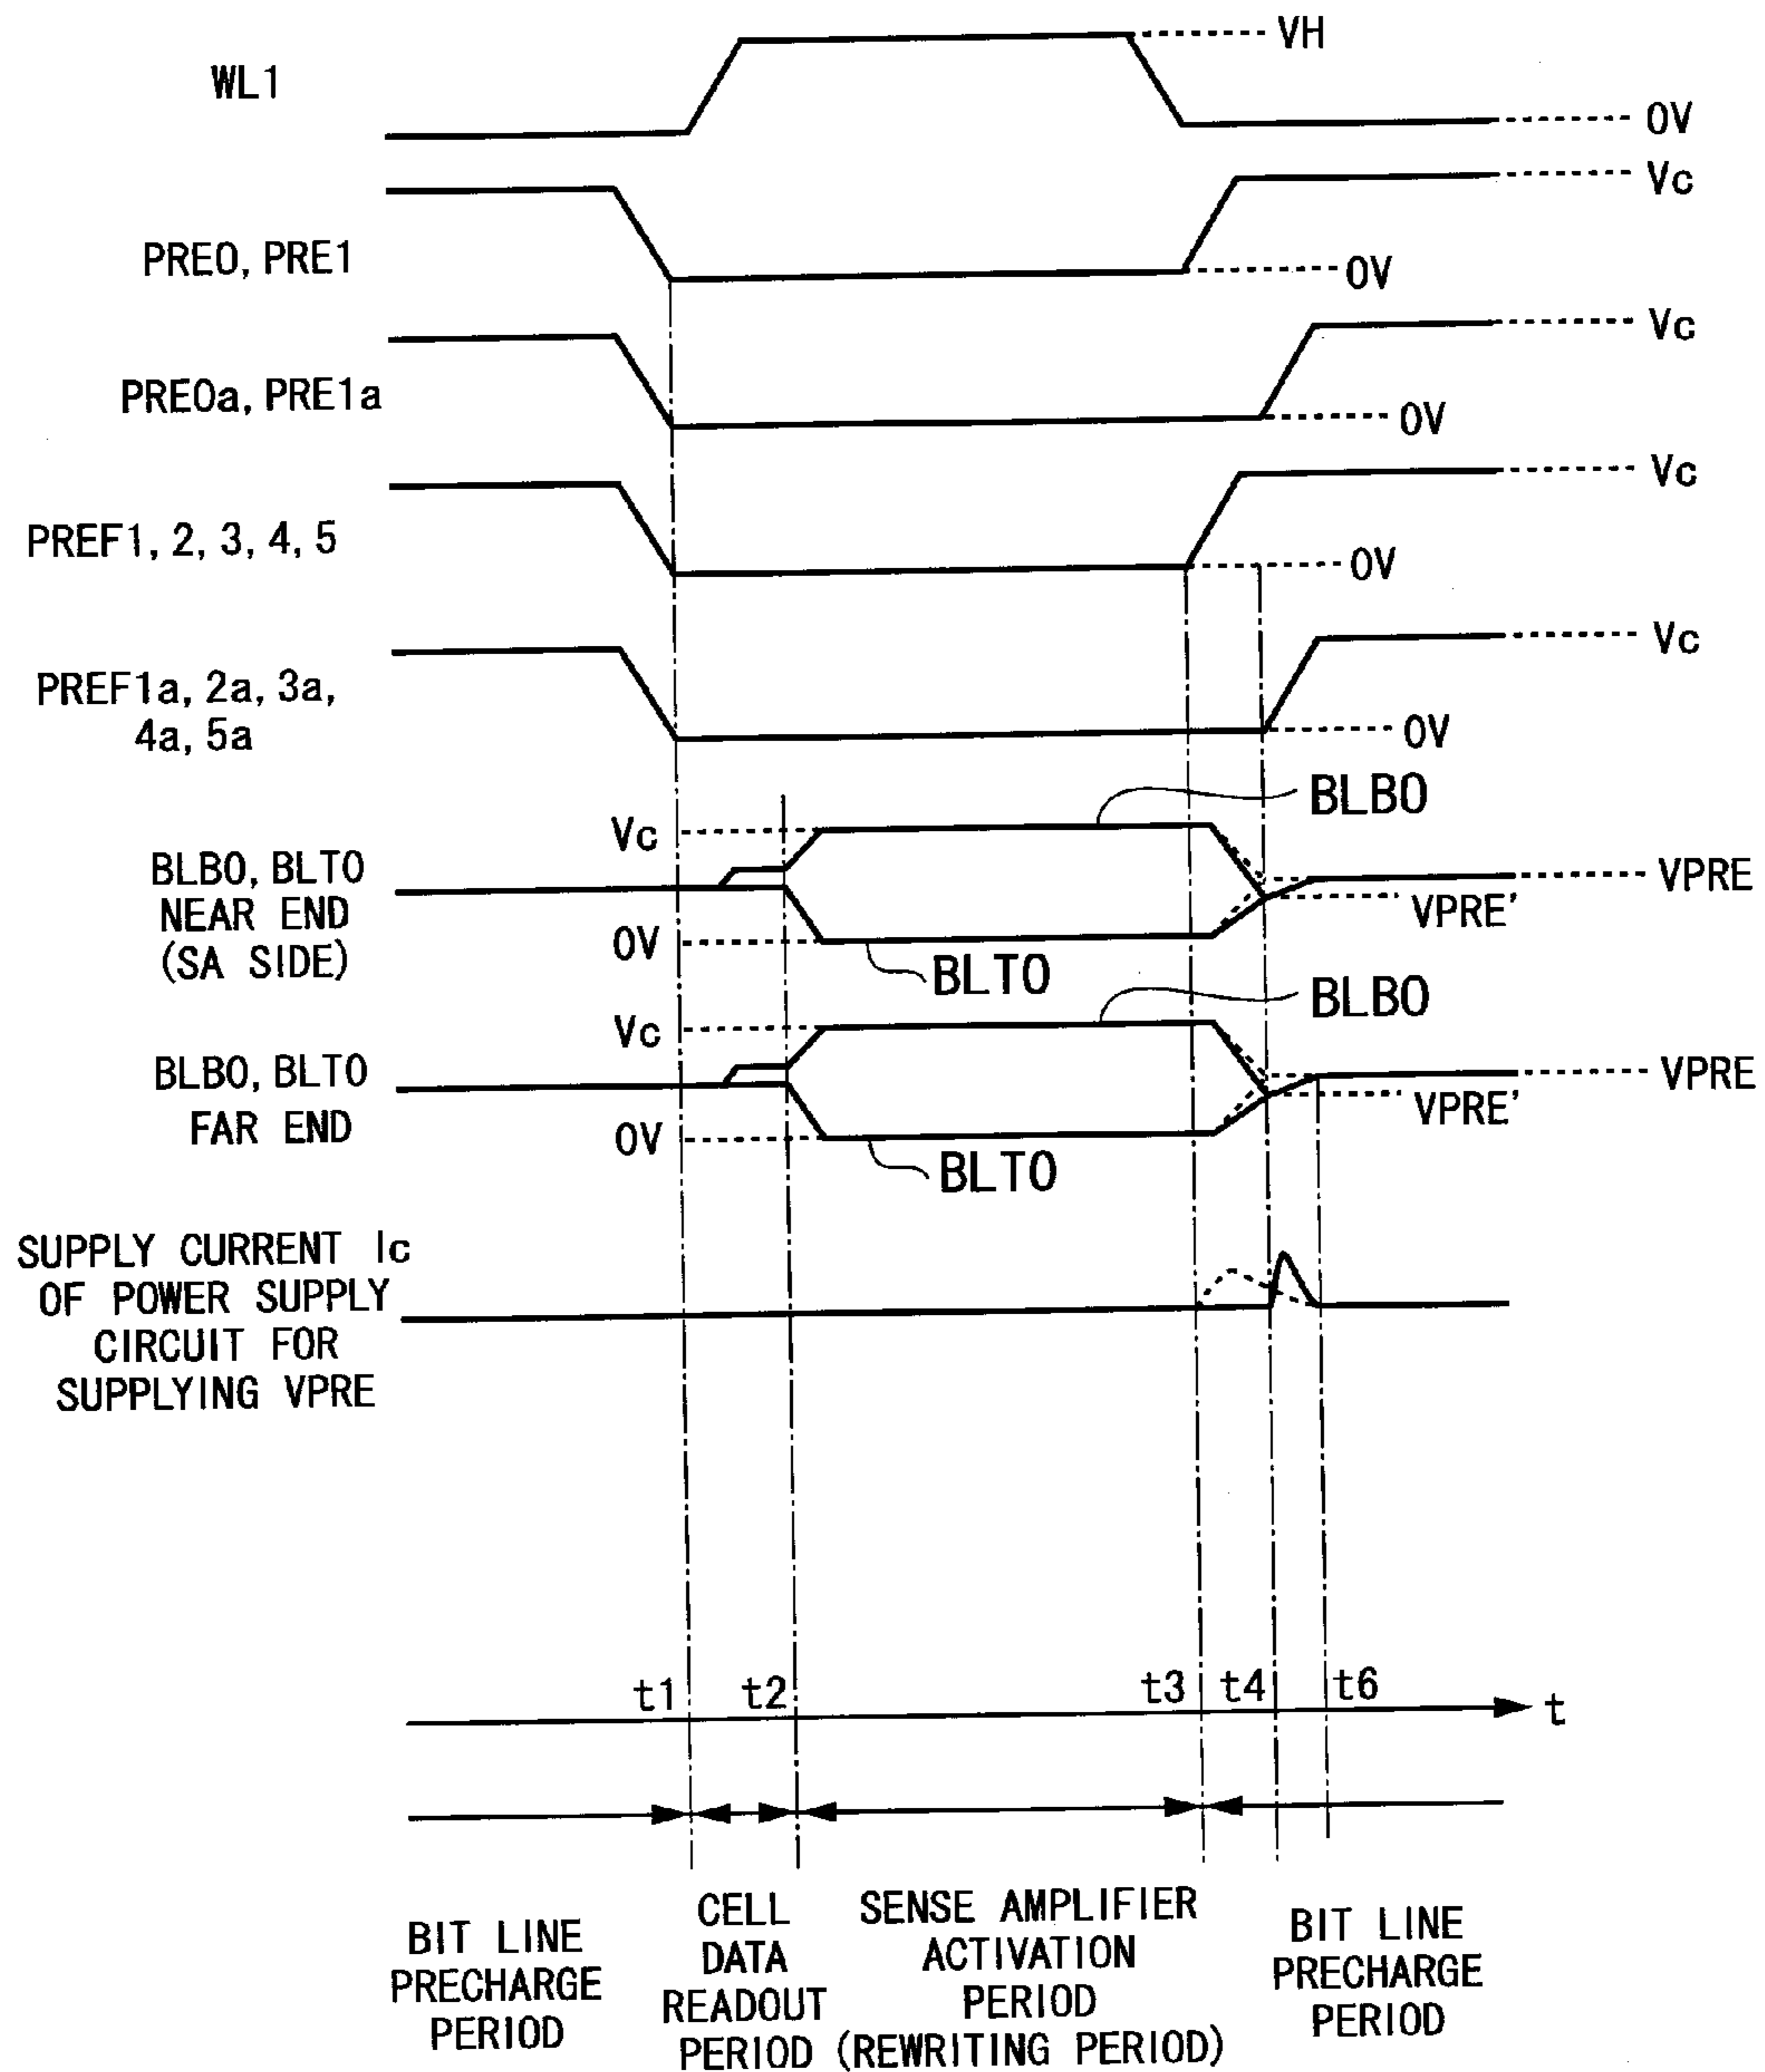 WL1
VH
0V
PRE0, PRE1
Vc
0V
PRE0a, PRE1a
Vc
0V
PREF1, 2, 3, 4, 5
Vc
0V
PREF1a, 2a, 3a,
4a, 5a
Vc
0V
BLB0, BLT0
NEAR END
(SA SIDE)
Vc
0V
BLB0
BLT0
VPRE
VPRE'
BLB0, BLT0
FAR END
Vc
0V
BLB0
BLT0
VPRE
VPRE'
SUPPLY CURRENT Ic
OF POWER SUPPLY
CIRCUIT FOR
SUPPLYING VPRE
t1
t2
t3
t4
t6
t
BIT LINE
PRECHARGE
PERIOD
CELL
DATA
READOUT
PERIOD
SENSE AMPLIFIER
ACTIVATION
PERIOD
(REWRITING PERIOD)
BIT LINE
PRECHARGE
PERIOD